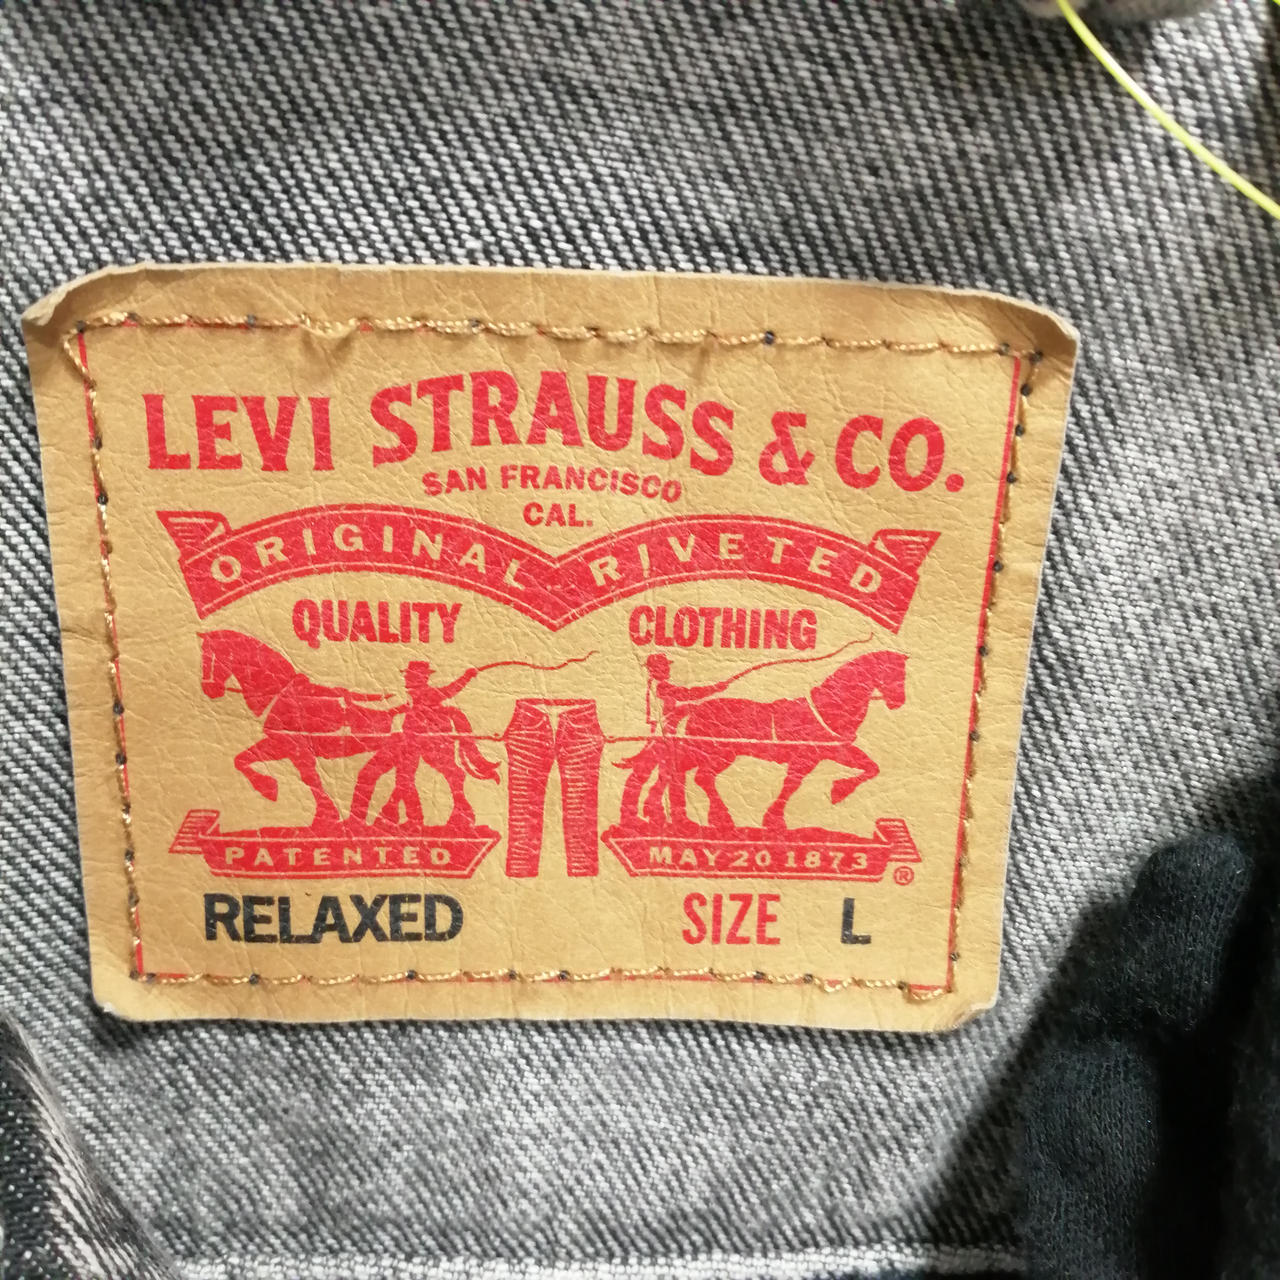 LEVI STRAUSS & CO.
SAN FRANCISCO
CAL.
ORIGINAL RIVETED
QUALITY CLOTHING
PATENTED MAY 20 1873 ®
RELAXED SIZE L